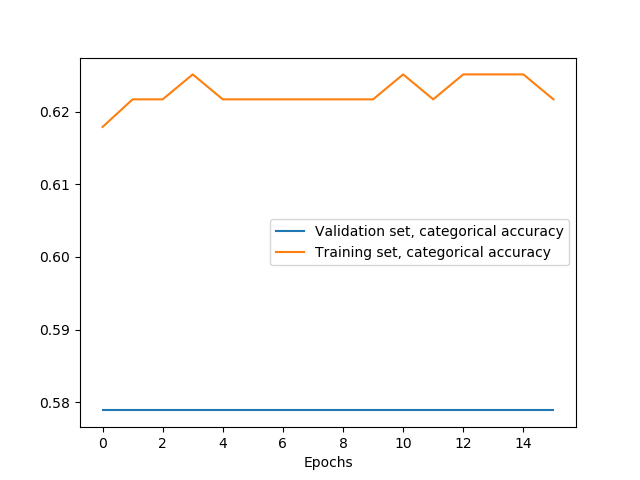 0.62
0.61
0.60
0.59
0.58
Validation set, categorical accuracy
Training set, categorical accuracy
0 2 4 6 8 10 12 14
Epochs